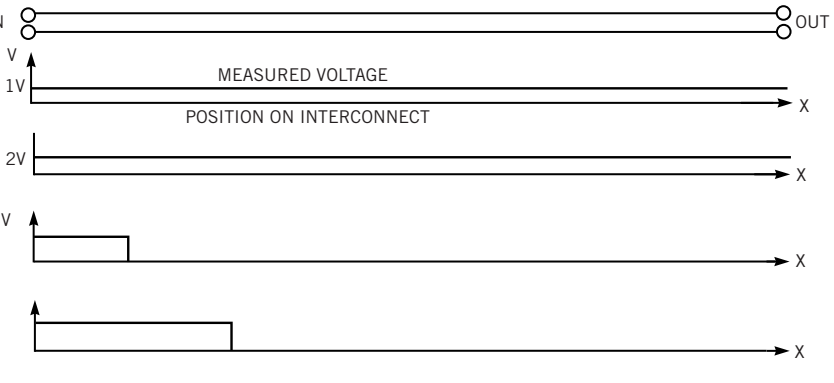 N OUT
V
1V MEASURED VOLTAGE
X
POSITION ON INTERCONNECT
2V
X
V
X
X